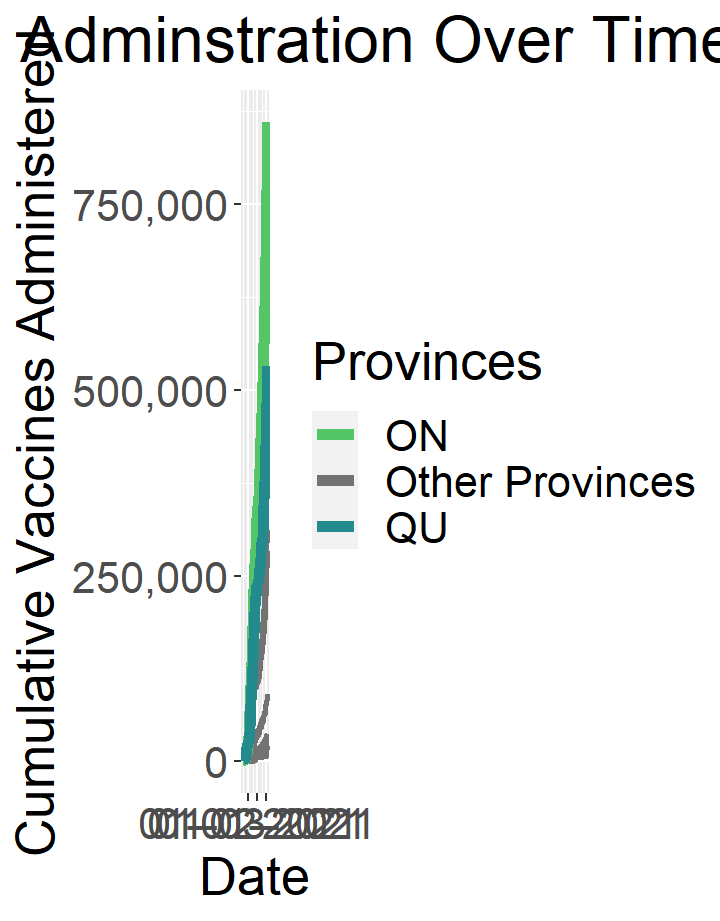 Adminstration Over Time
Cumulative Vaccines Administered
750,000
500,000
250,000
0
Provinces
ON
Other Provinces
QU
Date